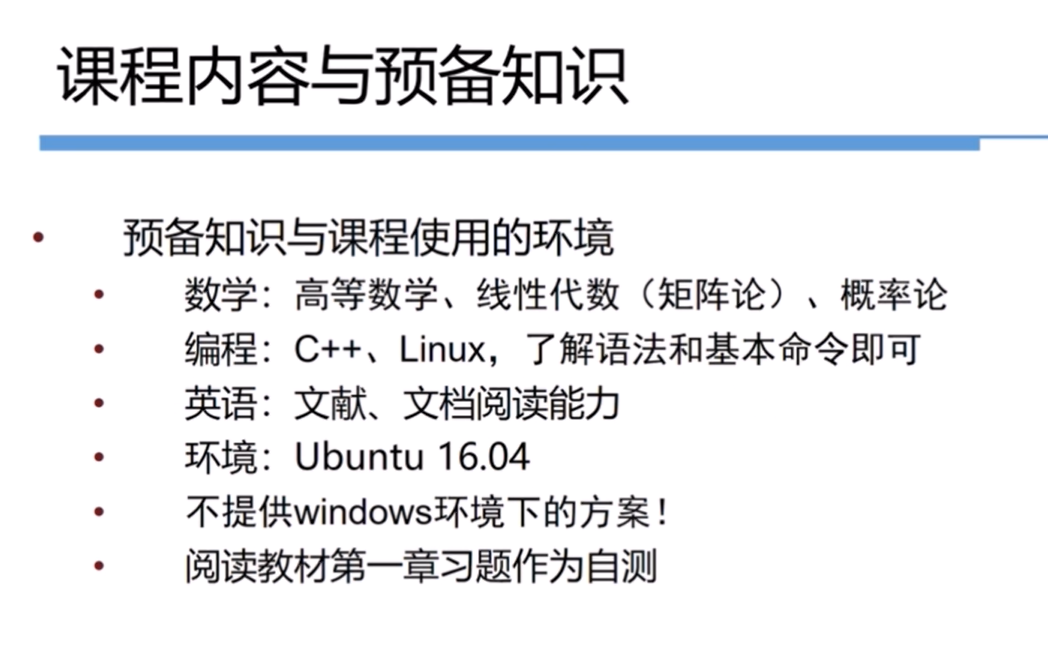 课程内容与预备知识
• 预备知识与课程使用的环境
• 数学：高等数学、线性代数（矩阵论）、概率论
• 编程：C++、Linux，了解语法和基本命令即可
• 英语：文献、文档阅读能力
• 环境：Ubuntu 16.04
• 不提供windows环境下的方案！
• 阅读教材第一章习题作为自测